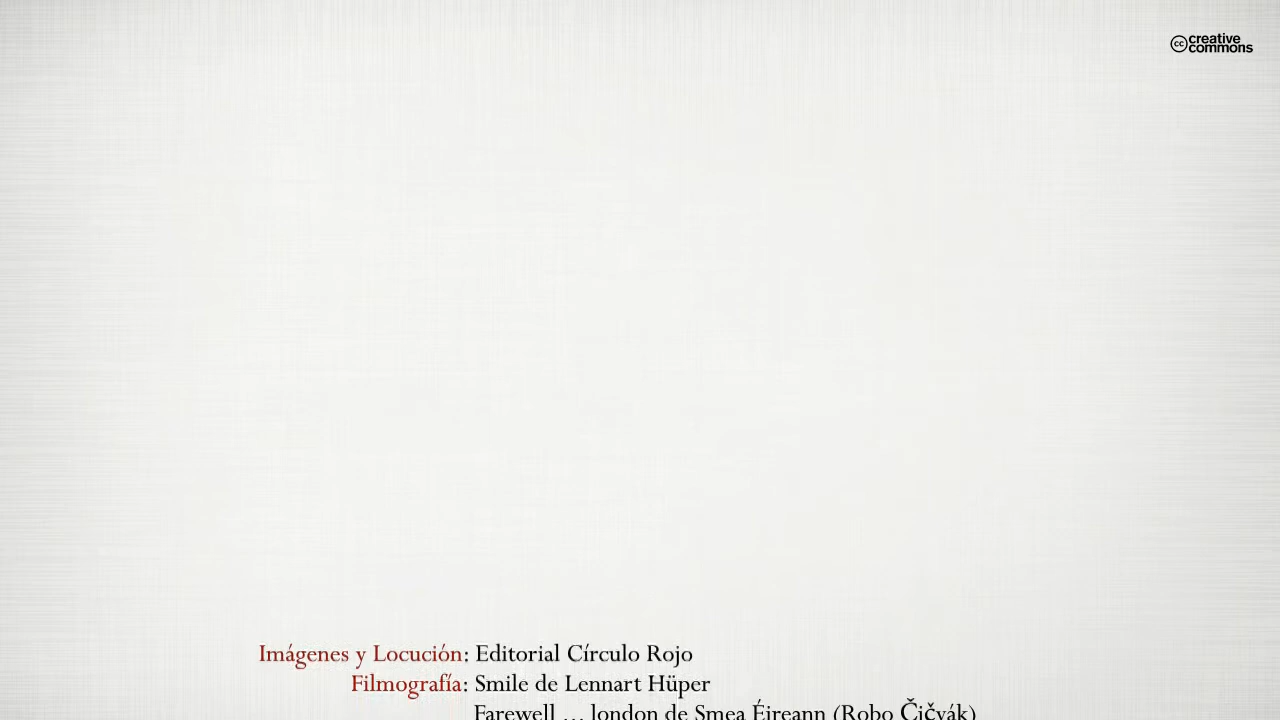 cc creative
commons
Imágenes y Locución: Editorial Círculo Rojo
Filmografía: Smile de Lennart Hüper
Farewell ... london de Smea Éireann (Robo Čičvák)